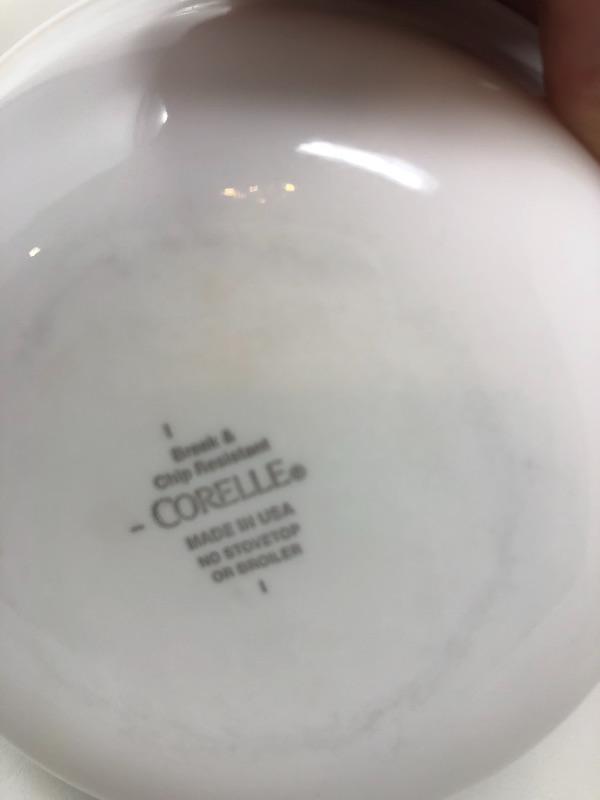 Break &
Chip Resistant
CORELLE®
MADE IN USA
NO STOVETOP
OR BROILER